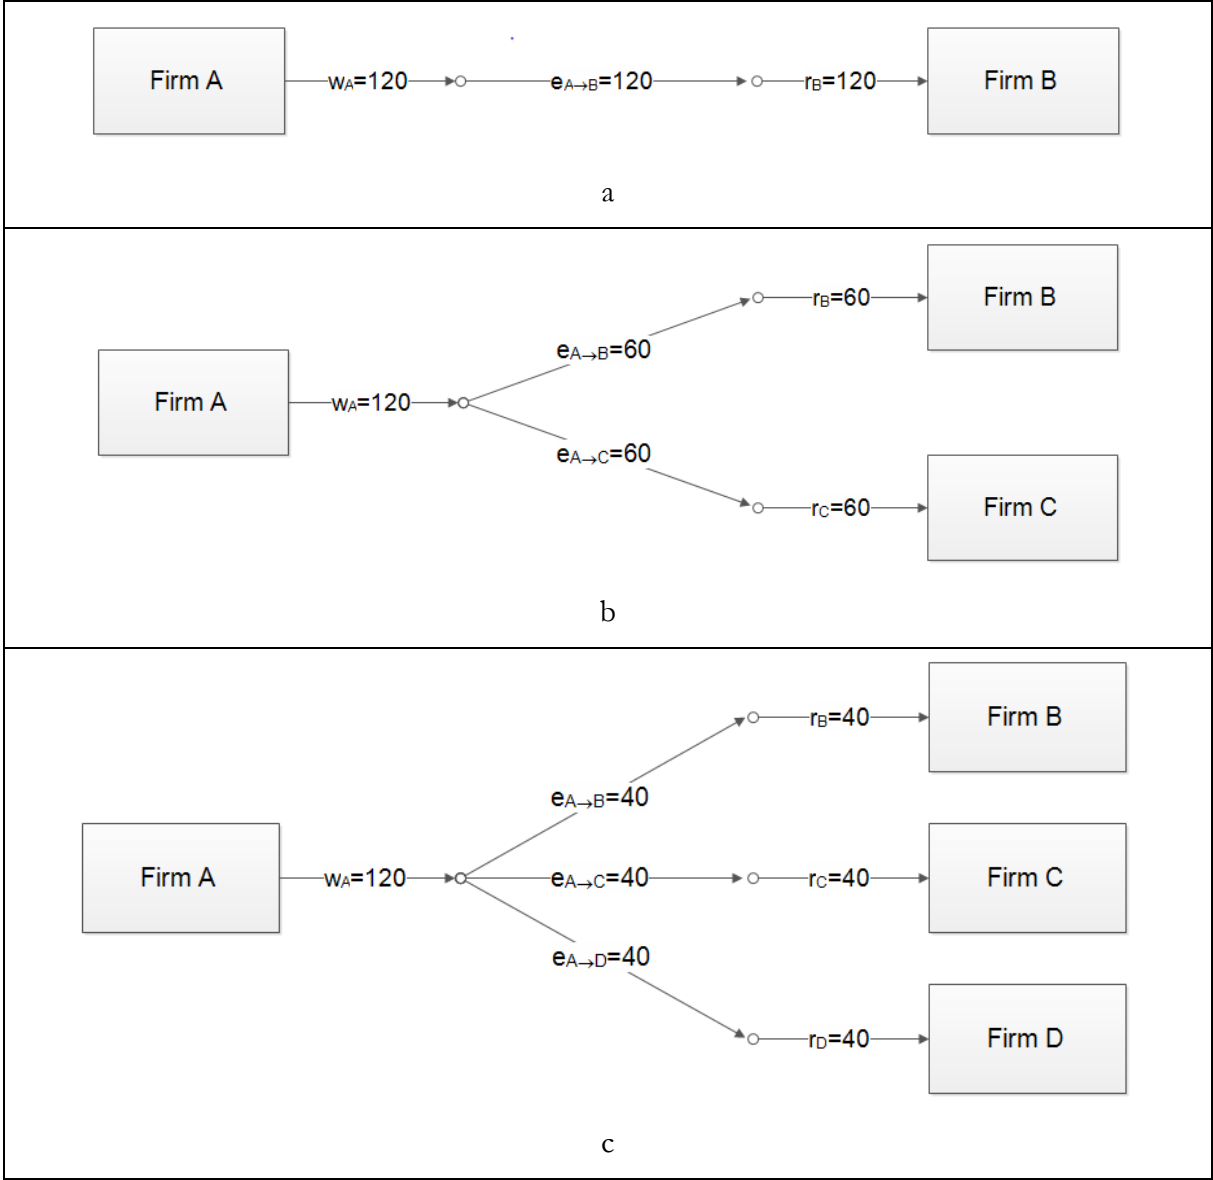 Firm A wA=120 eA→B=120 rB=120 Firm B
a
Firm A
wA=120
eA→B=60
rB=60
Firm B
eA→C=60
rC=60
Firm C
b
Firm A
wA=120
eA→B=40
rB=40
Firm B
eA→C=40
rC=40
Firm C
eA→D=40
rD=40
Firm D
c